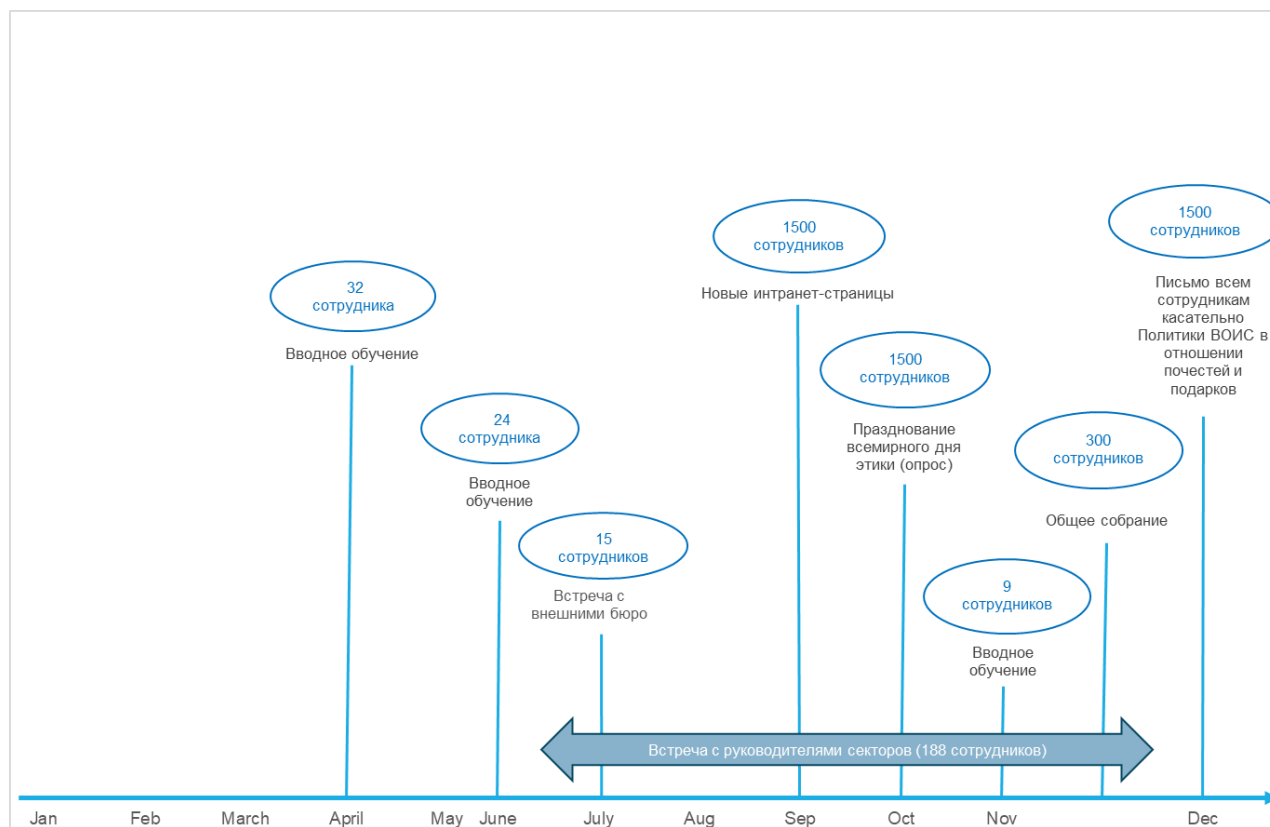 1500
сотрудников
Письмо всем
сотрудникам
касательно
Политики ВОИС в
отношении
почестей и
подарков
1500
сотрудников
Новые интранет-страницы
32
сотрудника
Вводное обучение
1500
сотрудников
Празднование
всемирного дня
этики (опрос)
24
сотрудника
Вводное
обучение
300
сотрудников
Общее собрание
15
сотрудников
Встреча с
внешними бюро
9
сотрудников
Вводное
обучение
Встреча с руководителями секторов (188 сотрудников)
Jan Feb March April May June July Aug Sep Oct Nov Dec